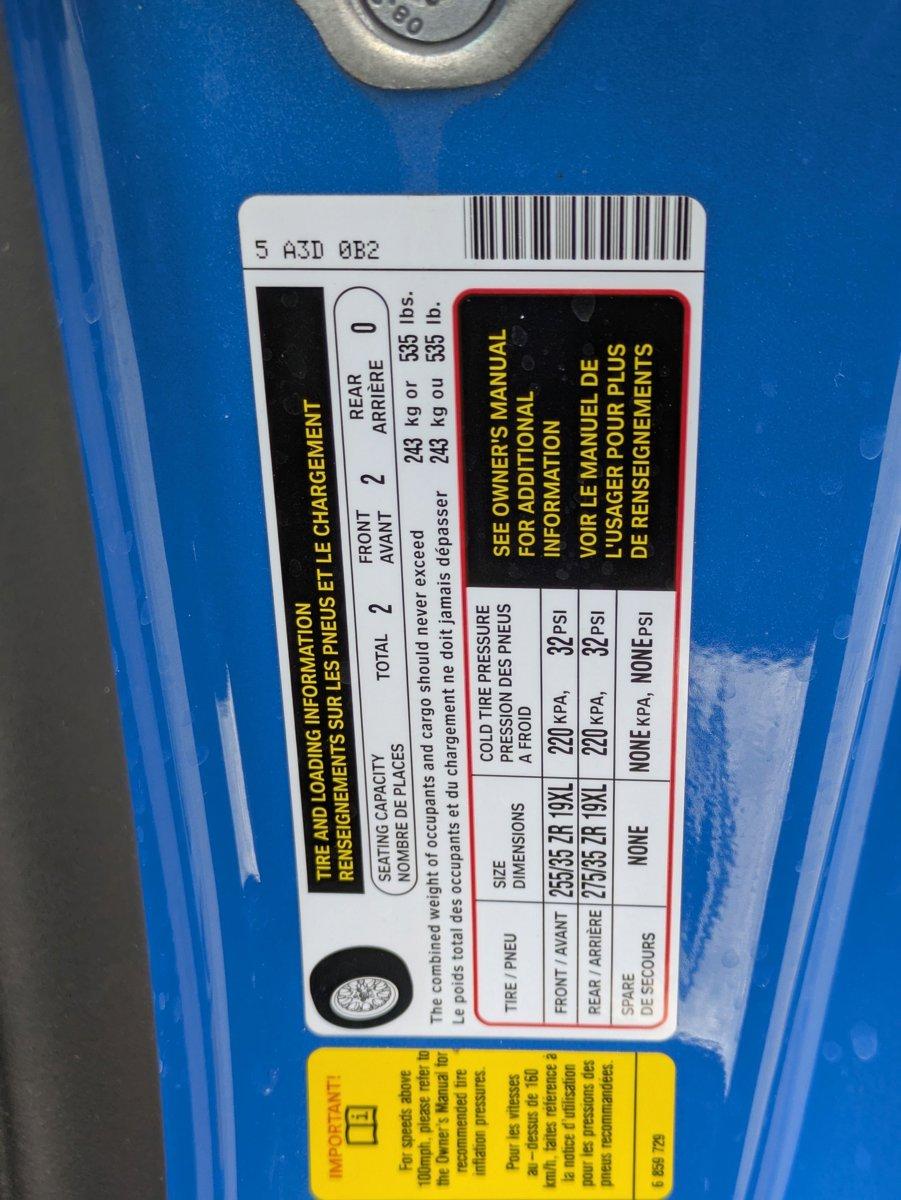 5 A3D 0B2
TIRE AND LOADING INFORMATION
RENSEIGNEMENTS SUR LES PNEUS ET LE CHARGEMENT
SEATING CAPACITY
NOMBRE DE PLACES
TOTAL 2
FRONT
AVANT 2
REAR
ARRIÈRE 0
The combined weight of occupants and cargo should never exceed 243 kg or 535 lbs.
Le poids total des occupants et du chargement ne doit jamais dépasser 243 kg ou 535 lb.
TIRE / PNEU
SIZE
DIMENSIONS
COLD TIRE PRESSURE
PRESSION DES PNEUS
A FROID
FRONT / AVANT 255/35 ZR 19XL 220 KPA, 32 PSI
REAR / ARRIÈRE 275/35 ZR 19XL 220 KPA, 32 PSI
SPARE
DE SECOURS
NONE NONE KPA, NONE PSI
SEE OWNER'S MANUAL
FOR ADDITIONAL
INFORMATION
VOIR LE MANUEL DE
L'USAGER POUR PLUS
DE RENSEIGNEMENTS
IMPORTANT!
For speeds above
100mph, please refer to
the Owner's Manual for
recommended tire
inflation pressures.
Pour les vitesses
au-dessus de 160
km/h, faites référence à
la notice d'utilisation
pour les pressions des
pneus recommandées.
6 859 729